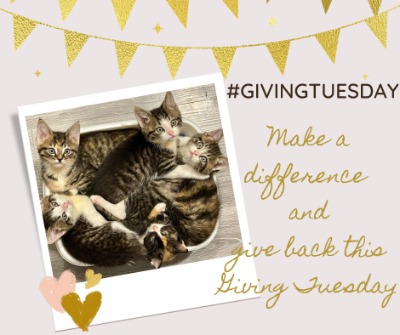 #GIVINGTUESDAY
Make a
difference
and
give back this
Giving Tuesday